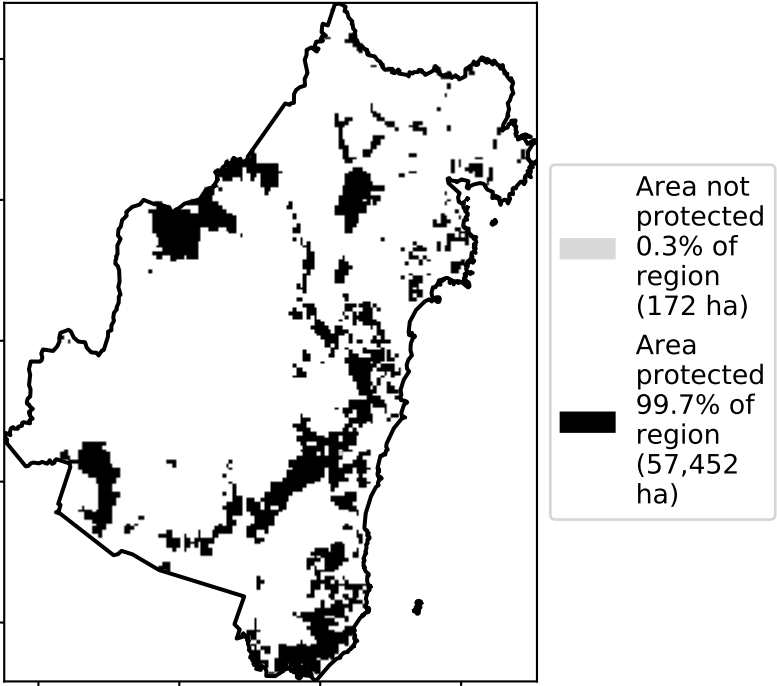 Area not
protected
0.3% of
region
(172 ha)
Area
protected
99.7% of
region
(57,452
ha)